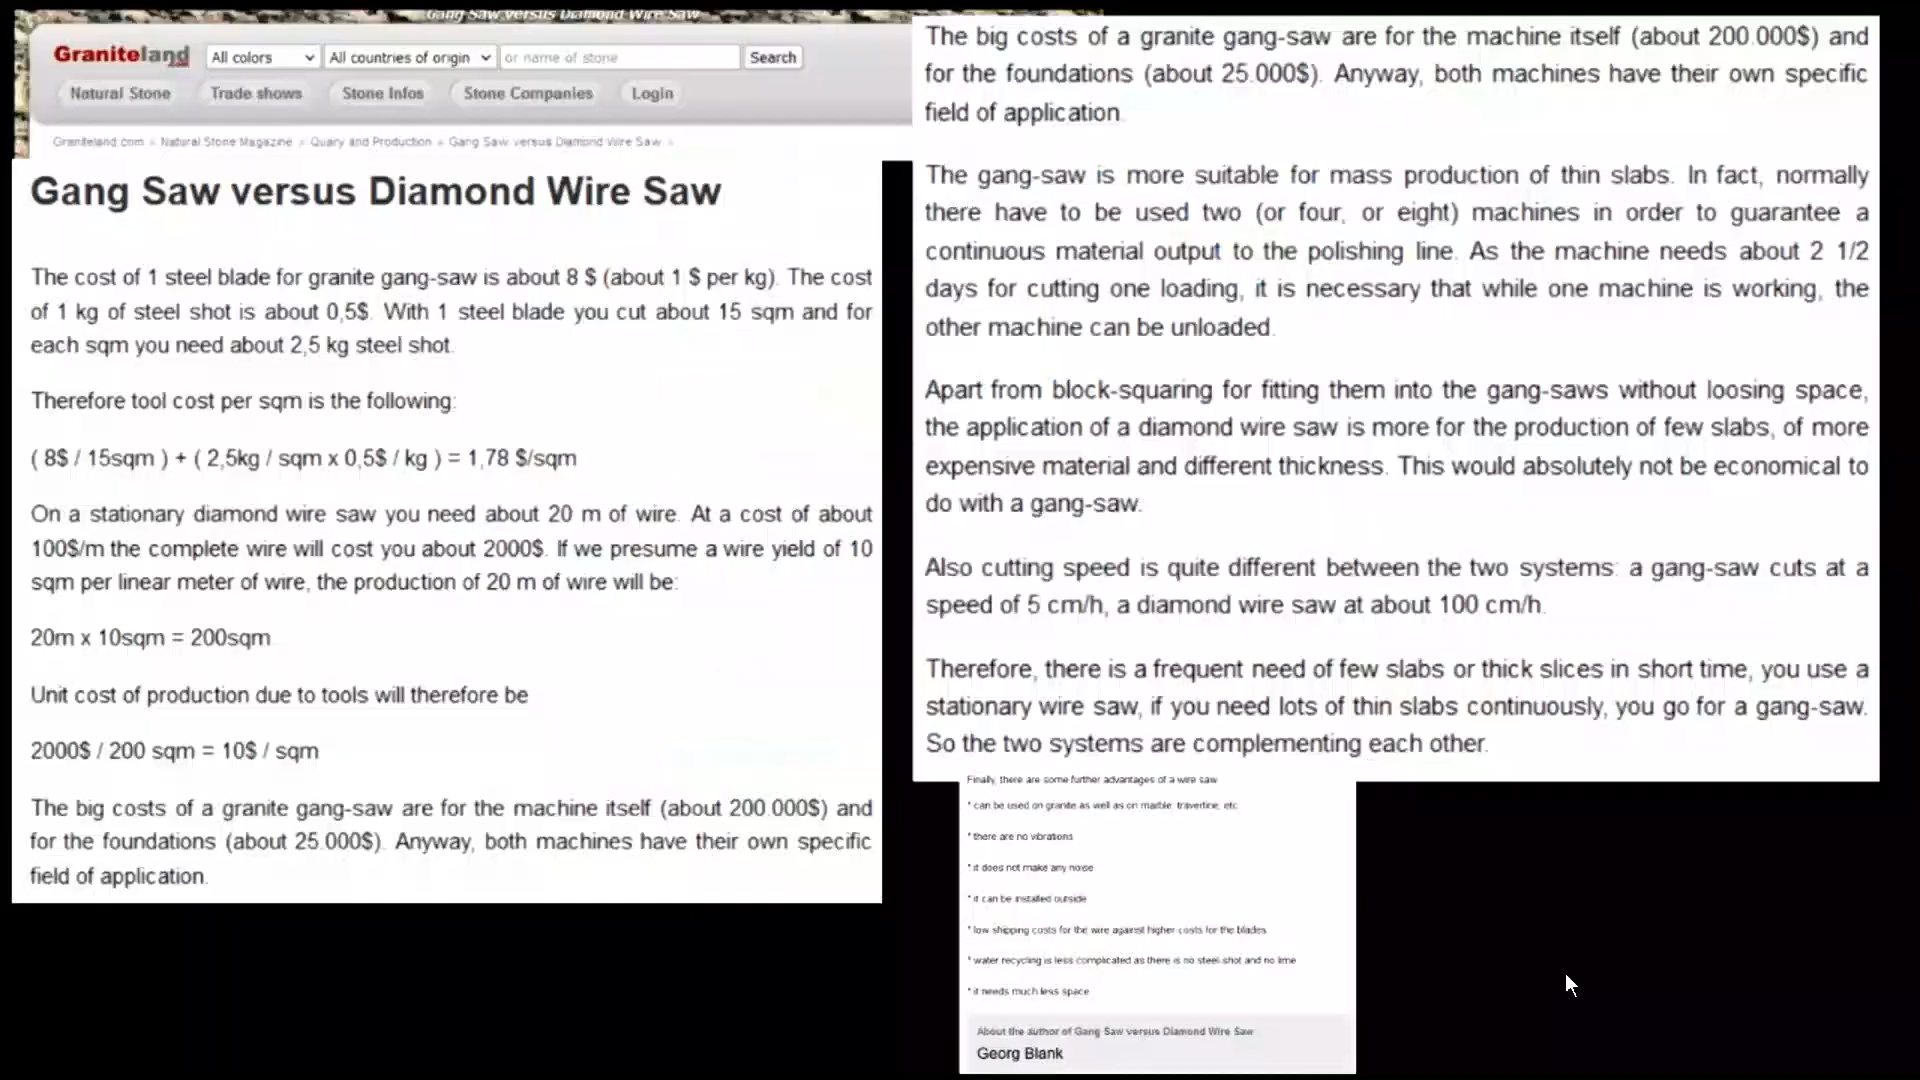 Gang Saw versus Diamond Wire Saw
Graniteland
All colors All countries of origin or name of stone Search
Natural Stone Trade shows Stone Infos Stone Companies Login
Graniteland.com » Natural Stone Magazine » Quary and Production » Gang Saw versus Diamond Wire Saw »
Gang Saw versus Diamond Wire Saw
The cost of 1 steel blade for granite gang-saw is about 8 $ (about 1 $ per kg). The cost
of 1 kg of steel shot is about 0,5$. With 1 steel blade you cut about 15 sqm and for
each sqm you need about 2,5 kg steel shot.
Therefore tool cost per sqm is the following:
( 8$ / 15sqm ) + ( 2,5kg / sqm x 0,5$ / kg ) = 1,78 $/sqm
On a stationary diamond wire saw you need about 20 m of wire. At a cost of about
100$/m the complete wire will cost you about 2000$. If we presume a wire yield of 10
sqm per linear meter of wire, the production of 20 m of wire will be:
20m x 10sqm = 200sqm
Unit cost of production due to tools will therefore be
2000$ / 200 sqm = 10$ / sqm
The big costs of a granite gang-saw are for the machine itself (about 200.000$) and
for the foundations (about 25.000$). Anyway, both machines have their own specific
field of application.
The big costs of a granite gang-saw are for the machine itself (about 200.000$) and
for the foundations (about 25.000$). Anyway, both machines have their own specific
field of application.
The gang-saw is more suitable for mass production of thin slabs. In fact, normally
there have to be used two (or four, or eight) machines in order to guarantee a
continuous material output to the polishing line. As the machine needs about 2 1/2
days for cutting one loading, it is necessary that while one machine is working, the
other machine can be unloaded.
Apart from block-squaring for fitting them into the gang-saws without loosing space,
the application of a diamond wire saw is more for the production of few slabs, of more
expensive material and different thickness. This would absolutely not be economical to
do with a gang-saw.
Also cutting speed is quite different between the two systems: a gang-saw cuts at a
speed of 5 cm/h, a diamond wire saw at about 100 cm/h.
Therefore, there is a frequent need of few slabs or thick slices in short time, you use a
stationary wire saw, if you need lots of thin slabs continuously, you go for a gang-saw.
So the two systems are complementing each other.
Finally, there are some further advantages of a wire saw
* can be used on granite as well as on marble, travertine, etc.
* there are no vibrations
* it does not make any noise
* it can be installed outside
* low shipping costs for the wire against higher costs for the blades
* water recycling is less complicated as there is no steel-shot and no lime
* it needs much less space
About the author of Gang Saw versus Diamond Wire Saw
Georg Blank